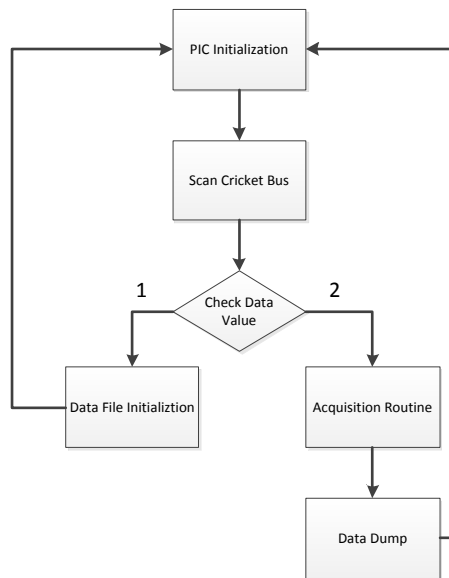 PIC Initialization
Scan Cricket Bus
1
Check Data
Value
2
Data File Initializtion
Acquisition Routine
Data Dump